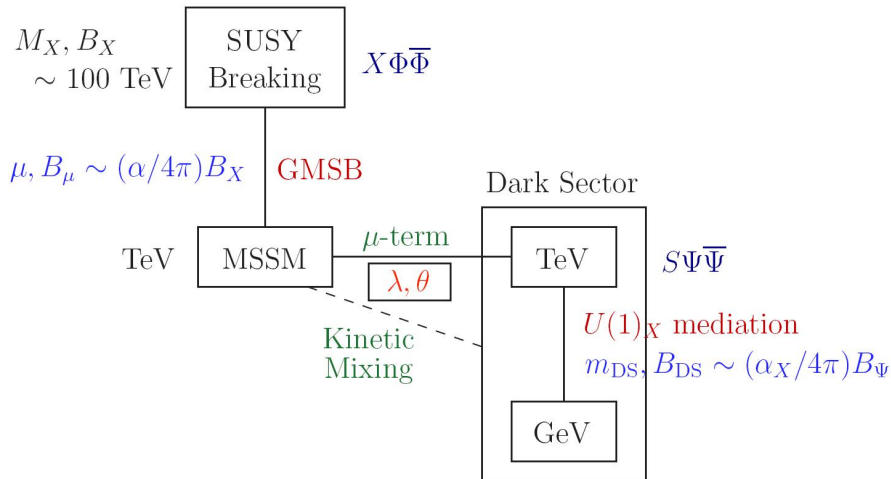 M_X, B_X
∼ 100 TeV
SUSY
Breaking
XΦΦ̅
μ, B_μ ∼ (α/4π)B_X
GMSB
Dark Sector
TeV
MSSM
μ-term
λ, θ
TeV
SΨΨ̅
Kinetic
Mixing
U(1)_X mediation
m_DS, B_DS ∼ (α_X/4π)B_Ψ
GeV